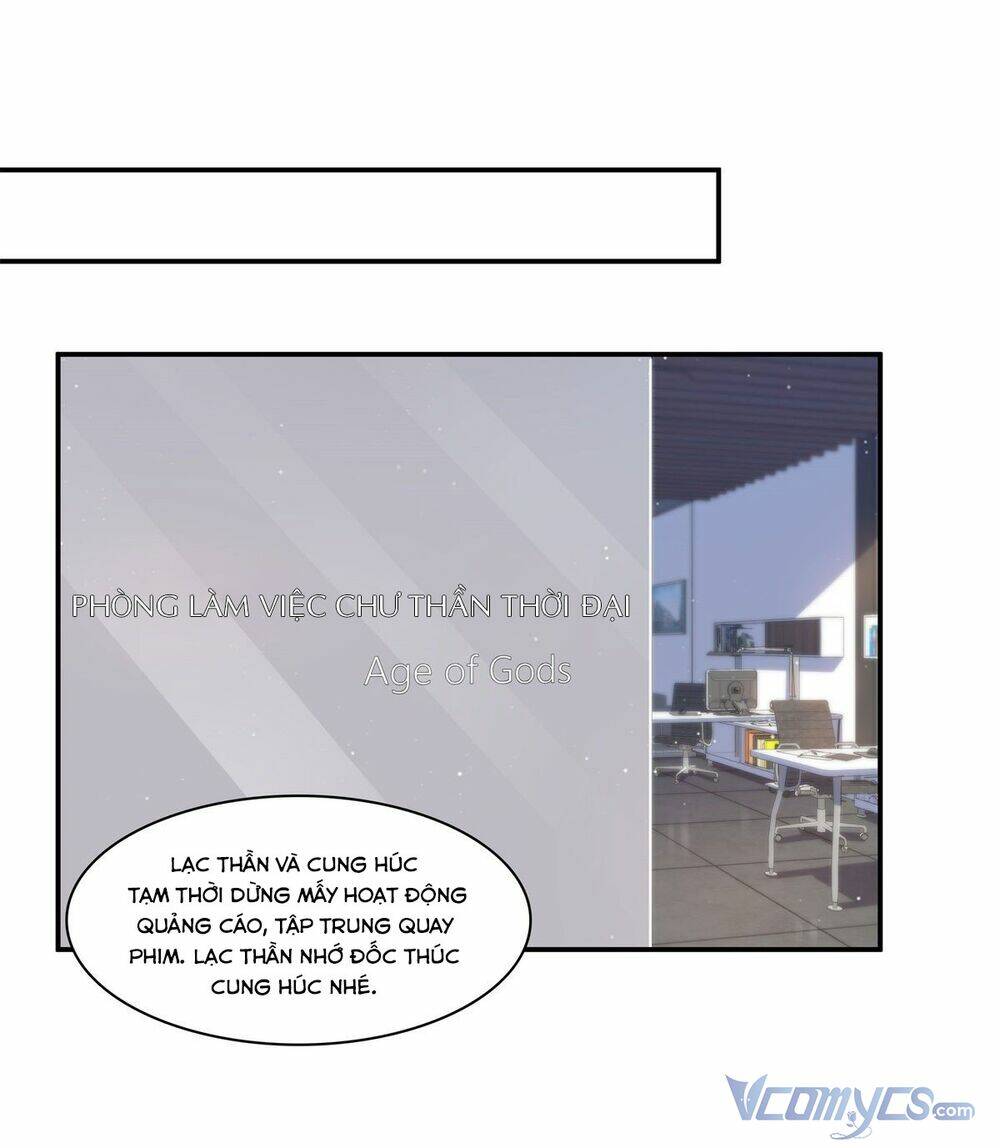 PHÒNG LÀM VIỆC CHƯ THẦN THỜI ĐẠI
Age of Gods
LẠC THẦN VÀ CUNG HÚC
TẠM THỜI DỪNG MẤY HOẠT ĐỘNG
QUẢNG CÁO, TẬP TRUNG QUAY
PHIM. LẠC THẦN NHỚ ĐỐC THÚC
CUNG HÚC NHÉ.
VCOMYCS.COM